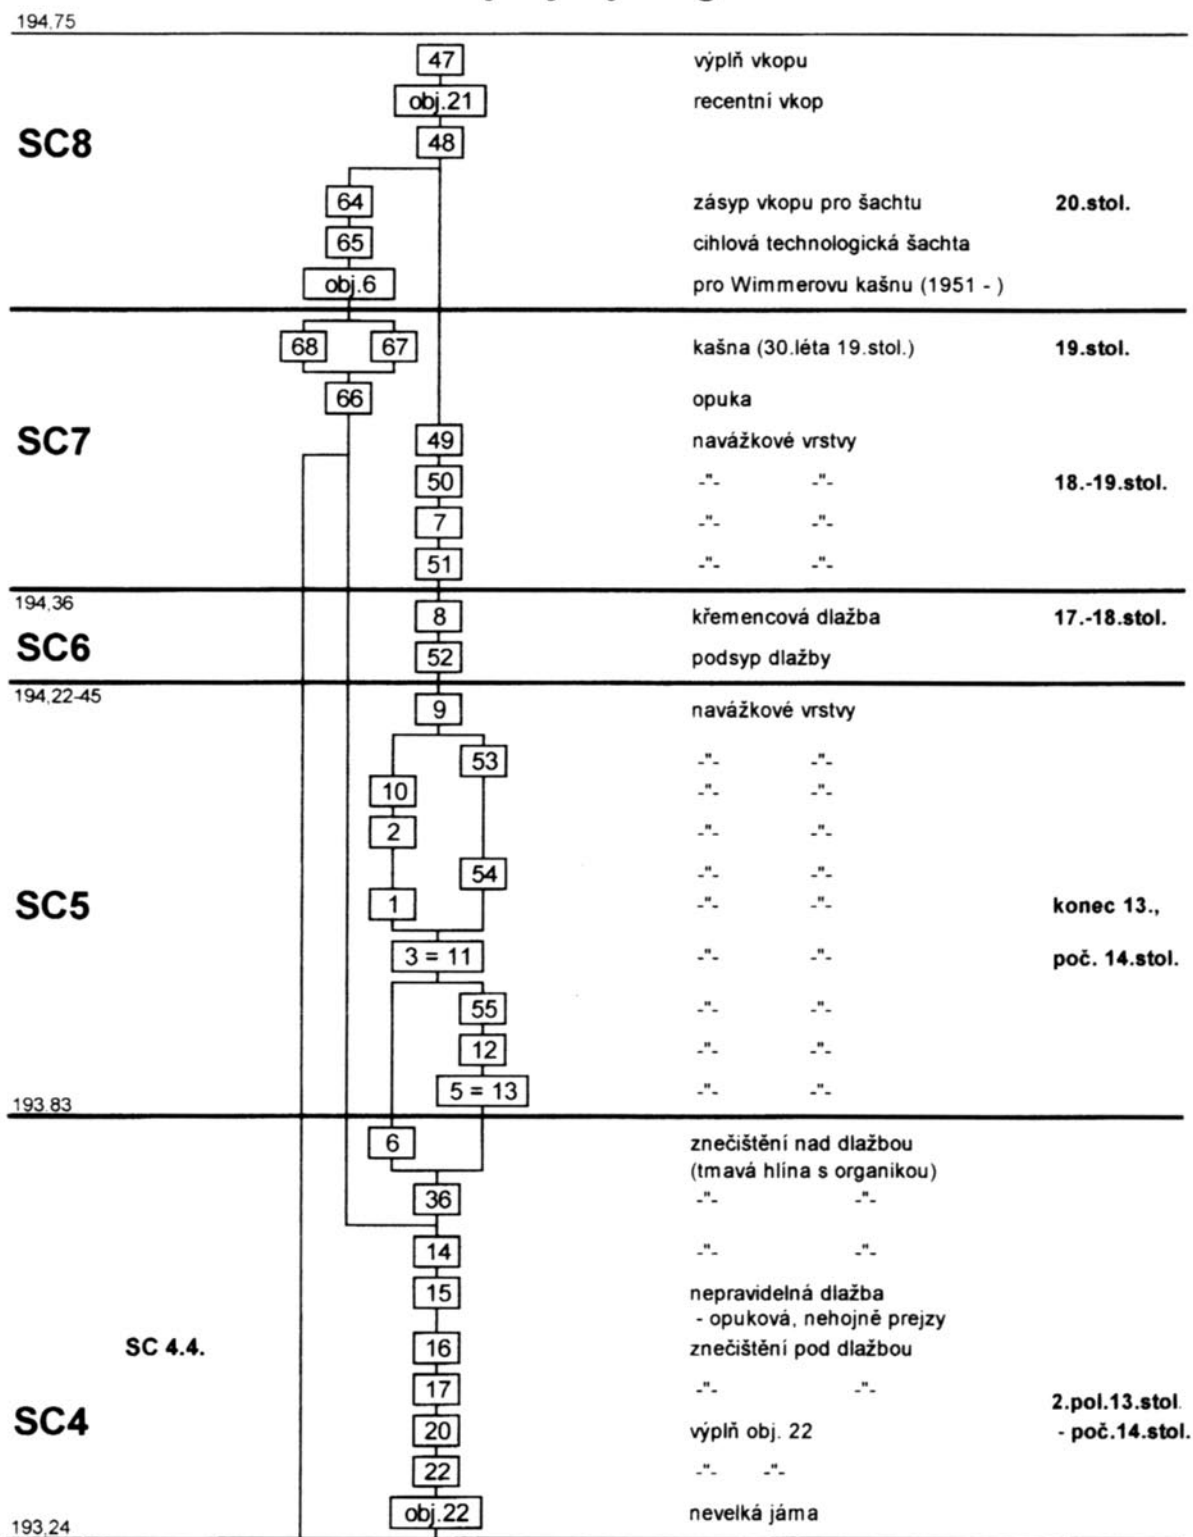 194,75
47 výplň vkopu
obj.21 recentní vkop
SC8
48
64 zásyp vkopu pro šachtu 20.stol.
65 cihlová technologická šachta
obj.6 pro Wimmerovu kašnu (1951 - )
68 67 kašna (30.léta 19.stol.) 19.stol.
66 opuka
SC7
49 navážkové vrstvy
50 -"- -"- 18.-19.stol.
7 -"- -"-
51 -"- -"-
194,36
8 křemencová dlažba 17.-18.stol.
SC6
52 podsyp dlažby
194,22-45
9 navážkové vrstvy
53 -"- -"-
10 -"- -"-
2 -"- -"-
54 -"- -"-
SC5
1 -"- -"- konec 13.,
3 = 11 -"- -"- poč. 14.stol.
55 -"- -"-
12 -"- -"-
5 = 13 -"- -"-
193,83
6 znečištění nad dlažbou
(tmavá hlína s organikou)
36 -"- -"-
14 -"- -"-
15 nepravidelná dlažba
- opuková, nehojně prejzy
SC 4.4.
16 znečištění pod dlažbou
17 -"- -"-
2.pol.13.stol.
SC4
20 výplň obj. 22 - poč.14.stol.
22 -"- -"-
obj.22 nevelká jáma
193,24